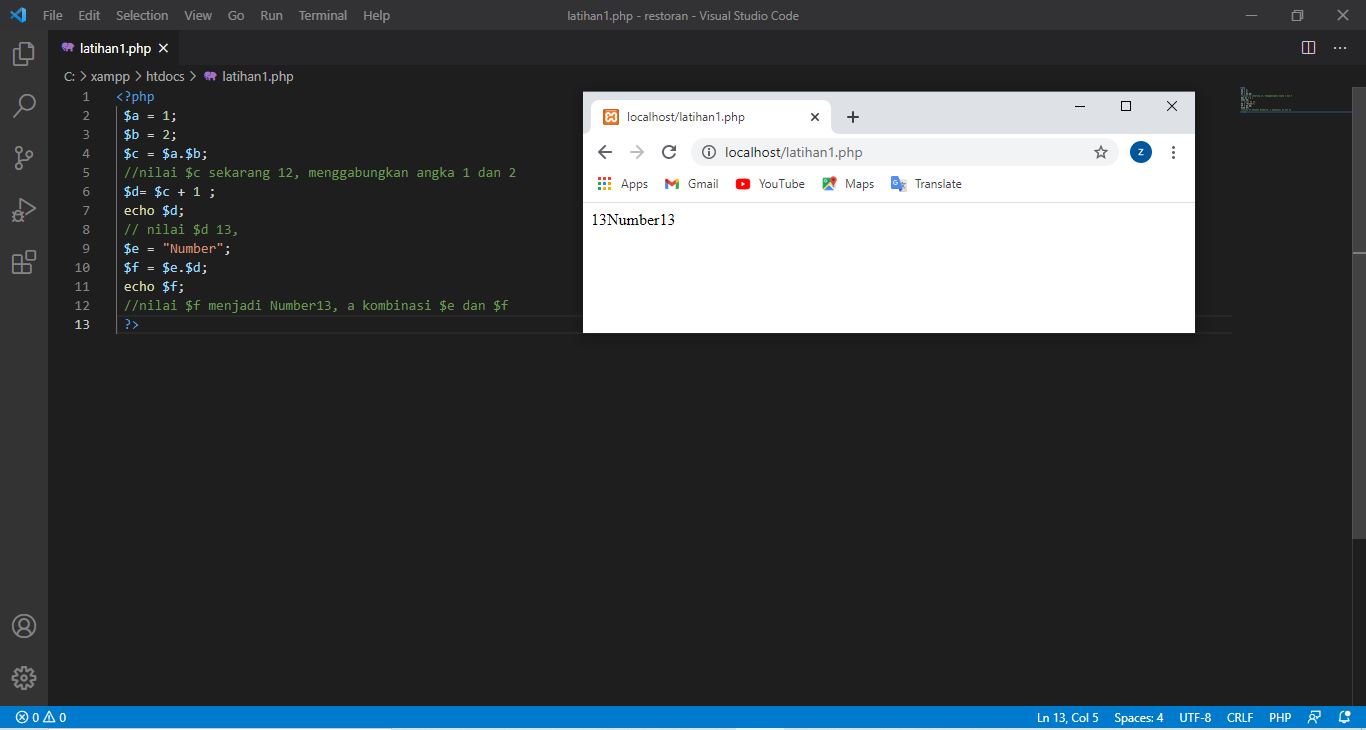 File Edit Selection View Go Run Terminal Help latihan1.php - restoran - Visual Studio Code
latihan1.php
C: > xampp > htdocs > latihan1.php
1 <?php
2 $a = 1;
3 $b = 2;
4 $c = $a.$b;
5 //nilai $c sekarang 12, menggabungkan angka 1 dan 2
6 $d= $c + 1 ;
7 echo $d;
8 // nilai $d 13,
9 $e = "Number";
10 $f = $e.$d;
11 echo $f;
12 //nilai $f menjadi Number13, a kombinasi $e dan $f
13 ?>
localhost/latihan1.php
localhost/latihan1.php Z
Apps Gmail YouTube Maps Translate
13Number13
0 0 Ln 13, Col 5 Spaces: 4 UTF-8 CRLF PHP